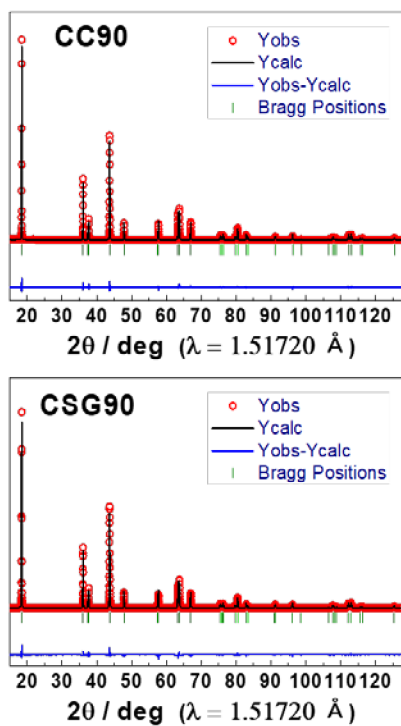 CC90
Yobs
Ycalc
Yobs-Ycalc
Bragg Positions
20 30 40 50 60 70 80 90 100 110 120
2θ / deg (λ = 1.51720 Å)
CSG90
Yobs
Ycalc
Yobs-Ycalc
Bragg Positions
20 30 40 50 60 70 80 90 100 110 120
2θ / deg (λ = 1.51720 Å)